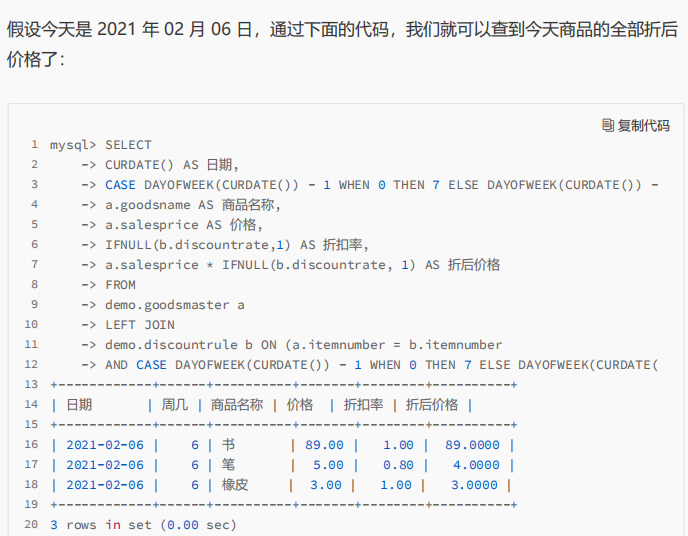 假设今天是 2021 年 02 月 06 日，通过下面的代码，我们就可以查到今天商品的全部折后
价格了：
复制代码
1 mysql> SELECT
2 -> CURDATE() AS 日期,
3 -> CASE DAYOFWEEK(CURDATE()) - 1 WHEN 0 THEN 7 ELSE DAYOFWEEK(CURDATE()) -
4 -> a.goodsname AS 商品名称,
5 -> a.salesprice AS 价格,
6 -> IFNULL(b.discountrate,1) AS 折扣率,
7 -> a.salesprice * IFNULL(b.discountrate, 1) AS 折后价格
8 -> FROM
9 -> demo.goodsmaster a
10 -> LEFT JOIN
11 -> demo.discountrule b ON (a.itemnumber = b.itemnumber
12 -> AND CASE DAYOFWEEK(CURDATE()) - 1 WHEN 0 THEN 7 ELSE DAYOFWEEK(CURDATE(
13 +------------+------+----------+-------+--------+----------+
14 | 日期 | 周几 | 商品名称 | 价格 | 折扣率 | 折后价格 |
15 +------------+------+----------+-------+--------+----------+
16 | 2021-02-06 | 6 | 书 | 89.00 | 1.00 | 89.0000 |
17 | 2021-02-06 | 6 | 笔 | 5.00 | 0.80 | 4.0000 |
18 | 2021-02-06 | 6 | 橡皮 | 3.00 | 1.00 | 3.0000 |
19 +------------+------+----------+-------+--------+----------+
20 3 rows in set (0.00 sec)